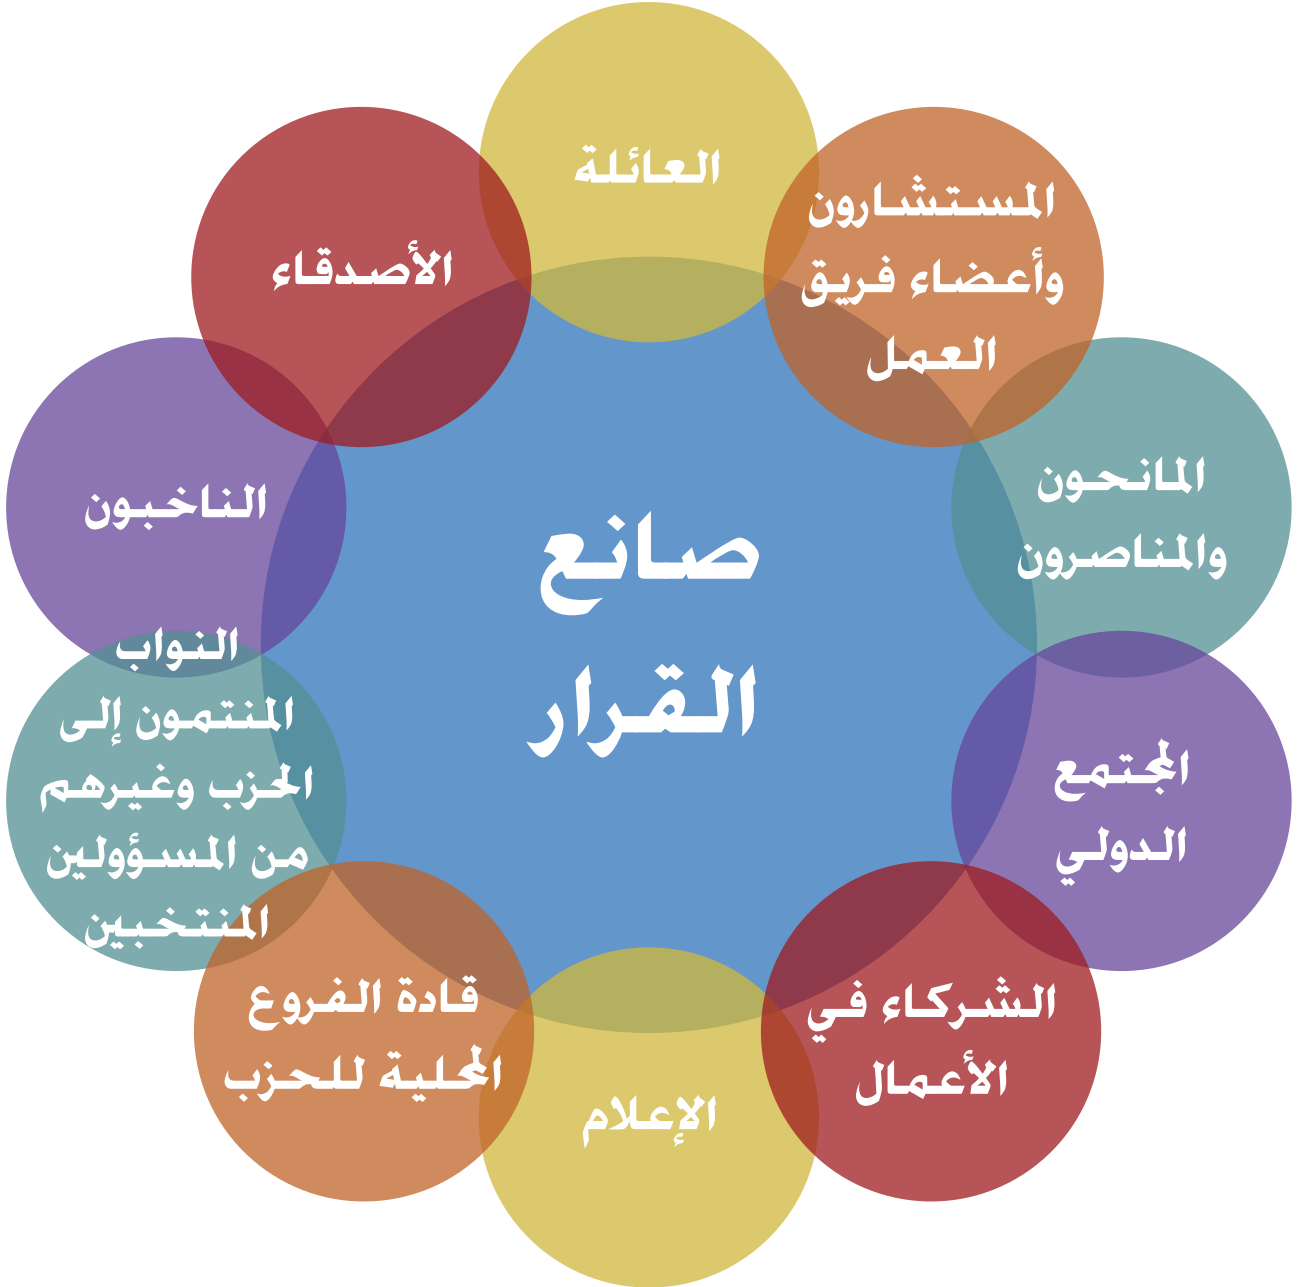 العائلة
المستشارون
وأعضاء فريق
العمل
المانحون
والمناصرون
المجتمع
الدولي
الشركاء في
الأعمال
الإعلام
قادة الفروع
المحلية للحزب
النواب
المنتمون إلى
الحزب وغيرهم
من المسؤولين
المنتخبين
الناخبون
الأصدقاء
صانع
القرار